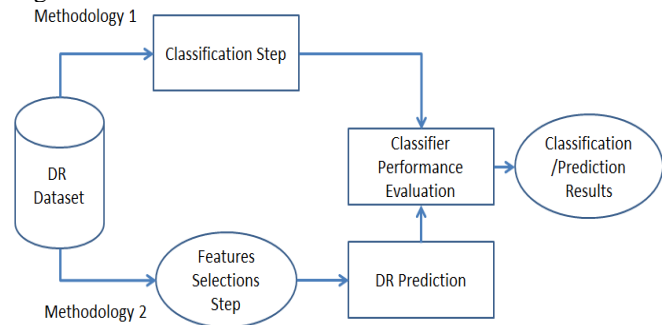 Methodology 1
Classification Step
DR
Dataset
Classifier
Performance
Evaluation
Classification
/Prediction
Results
Features
Selections
Step
DR Prediction
Methodology 2